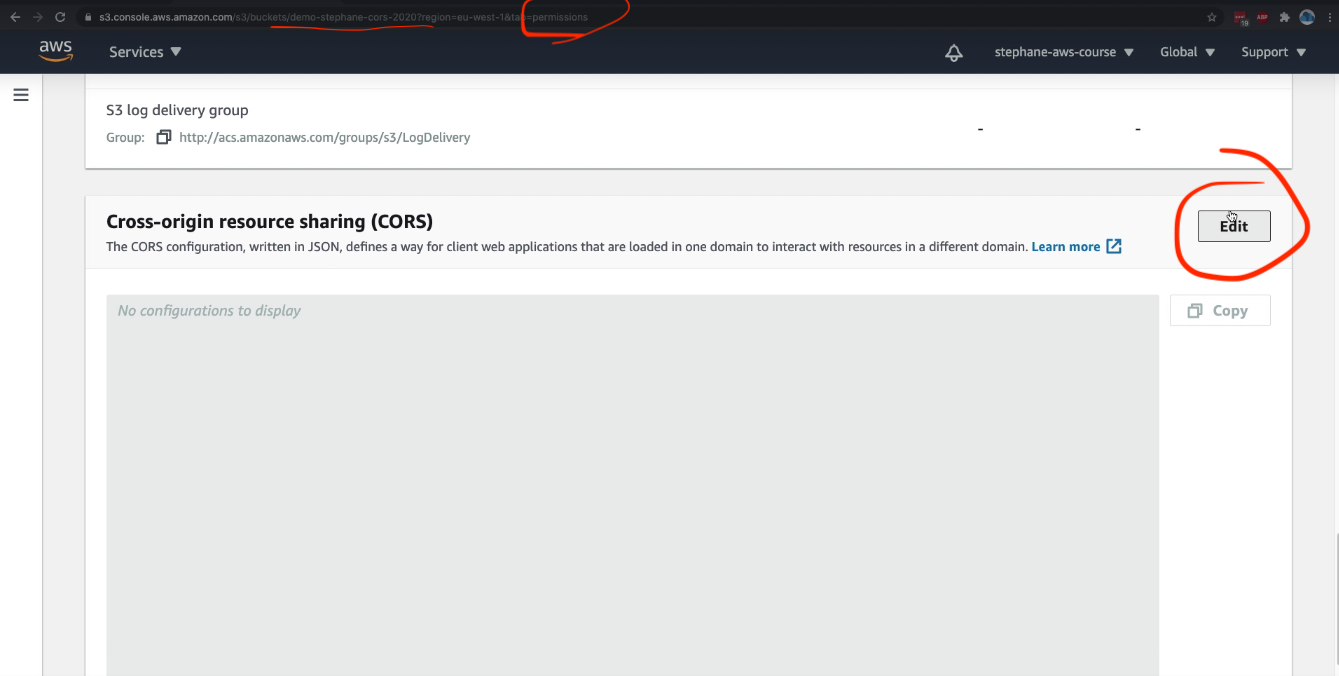 s3.console.aws.amazon.com/s3/buckets/demo-stephane-cors-2020?region=eu-west-1&tab=permissions
19 ABP
aws Services stephane-aws-course Global Support
S3 log delivery group
Group: http://acs.amazonaws.com/groups/s3/LogDelivery - -
Cross-origin resource sharing (CORS)
Edit
The CORS configuration, written in JSON, defines a way for client web applications that are loaded in one domain to interact with resources in a different domain. Learn more
No configurations to display
Copy